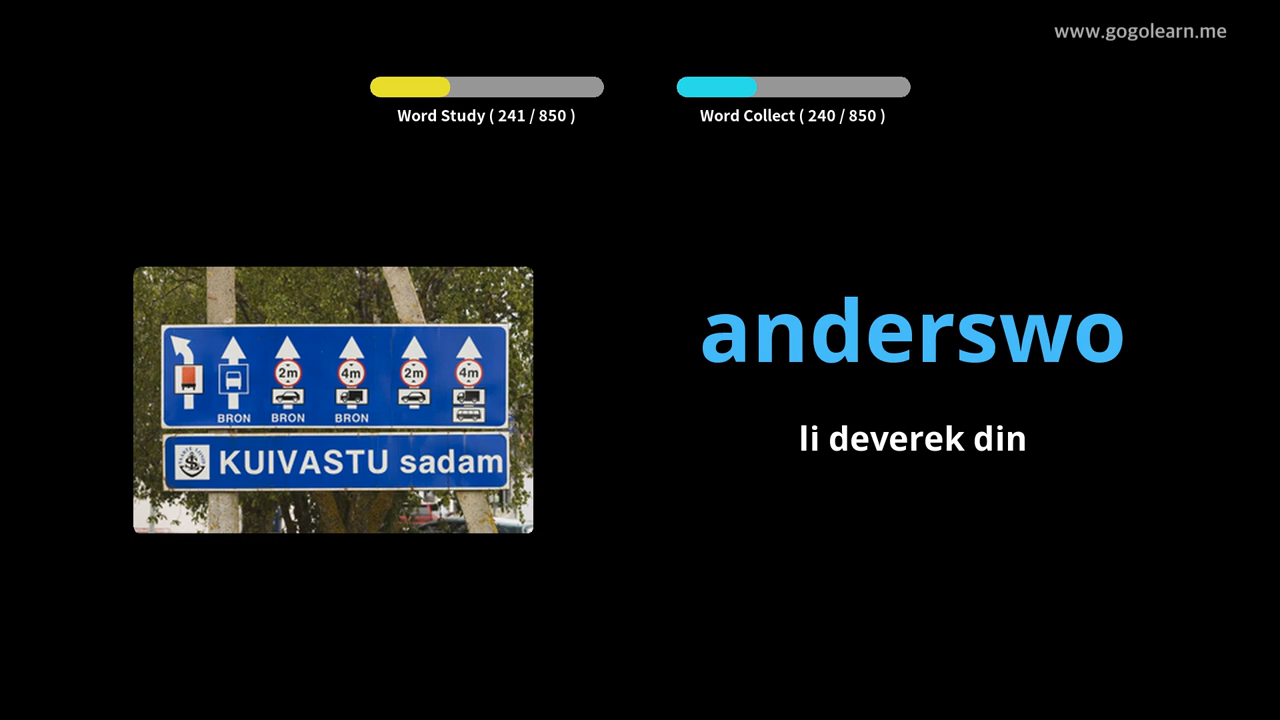 www.gogolearn.me
Word Study ( 241 / 850 )
Word Collect ( 240 / 850 )
2m 4m 2m 4m
BRON BRON BRON
KUIVASTU sadam
anderswo
li deverek din